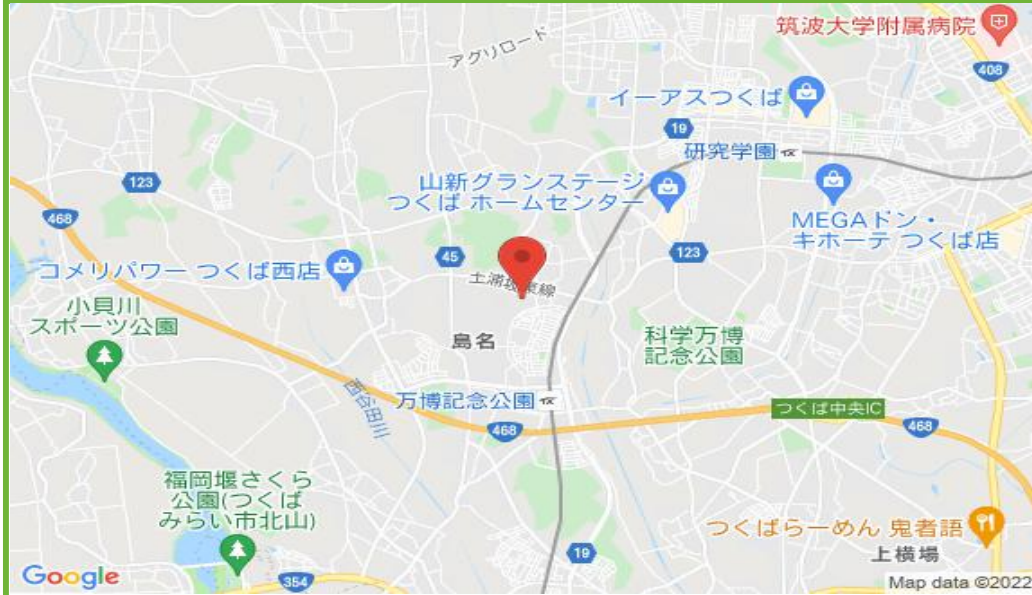 筑波大学附属病院
アグリロード
408
イーアスつくば
19
研究学園
123
山新グランステージ
つくば ホームセンター
468
MEGAドン・
キホーテ つくば店
45
123
コメリパワー つくば西店
土浦坂東線
小貝川
スポーツ公園
島名
科学万博
記念公園
西谷田川
万博記念公園
つくば中央IC
468
468
福岡堰さくら
公園(つくば
みらい市北山)
つくばらーめん 鬼者語
上横場
19
354
Google
Map data ©2022